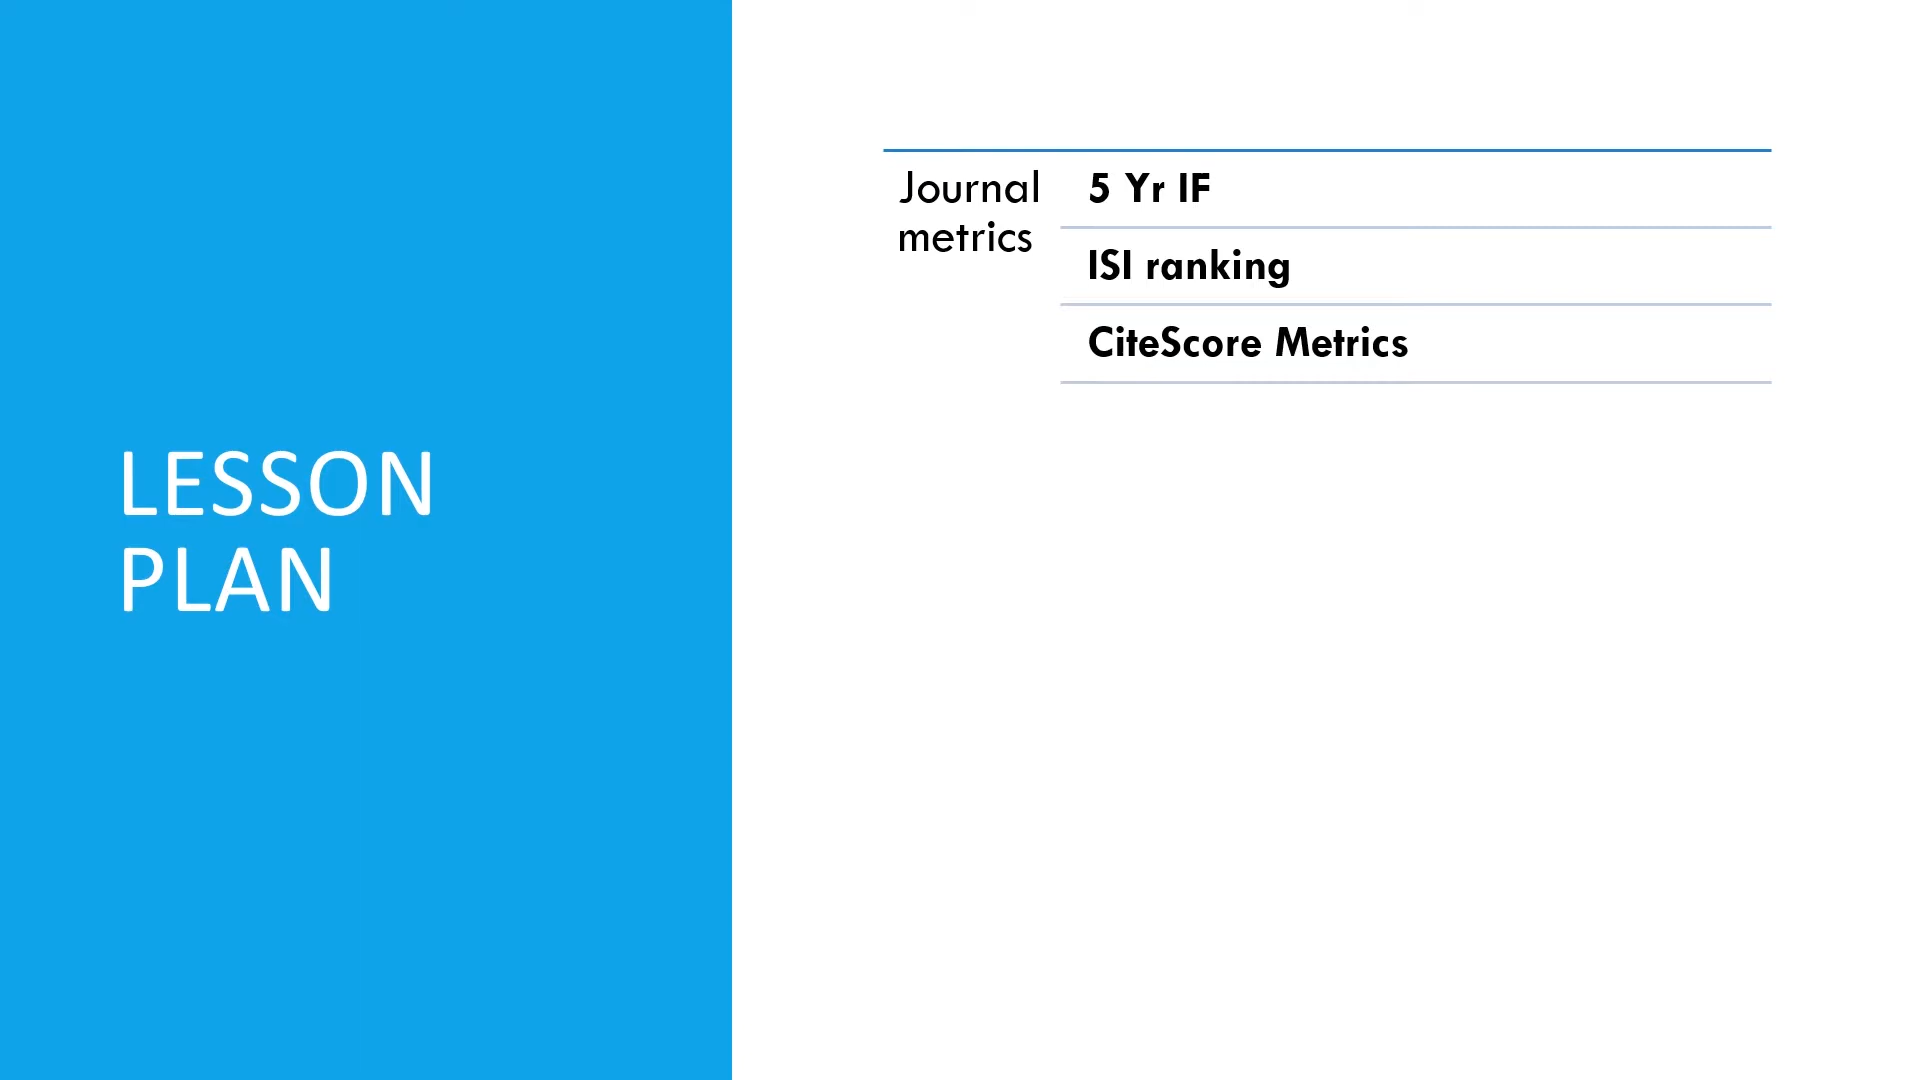 LESSON
PLAN
Journal
metrics
5 Yr IF
ISI ranking
CiteScore Metrics